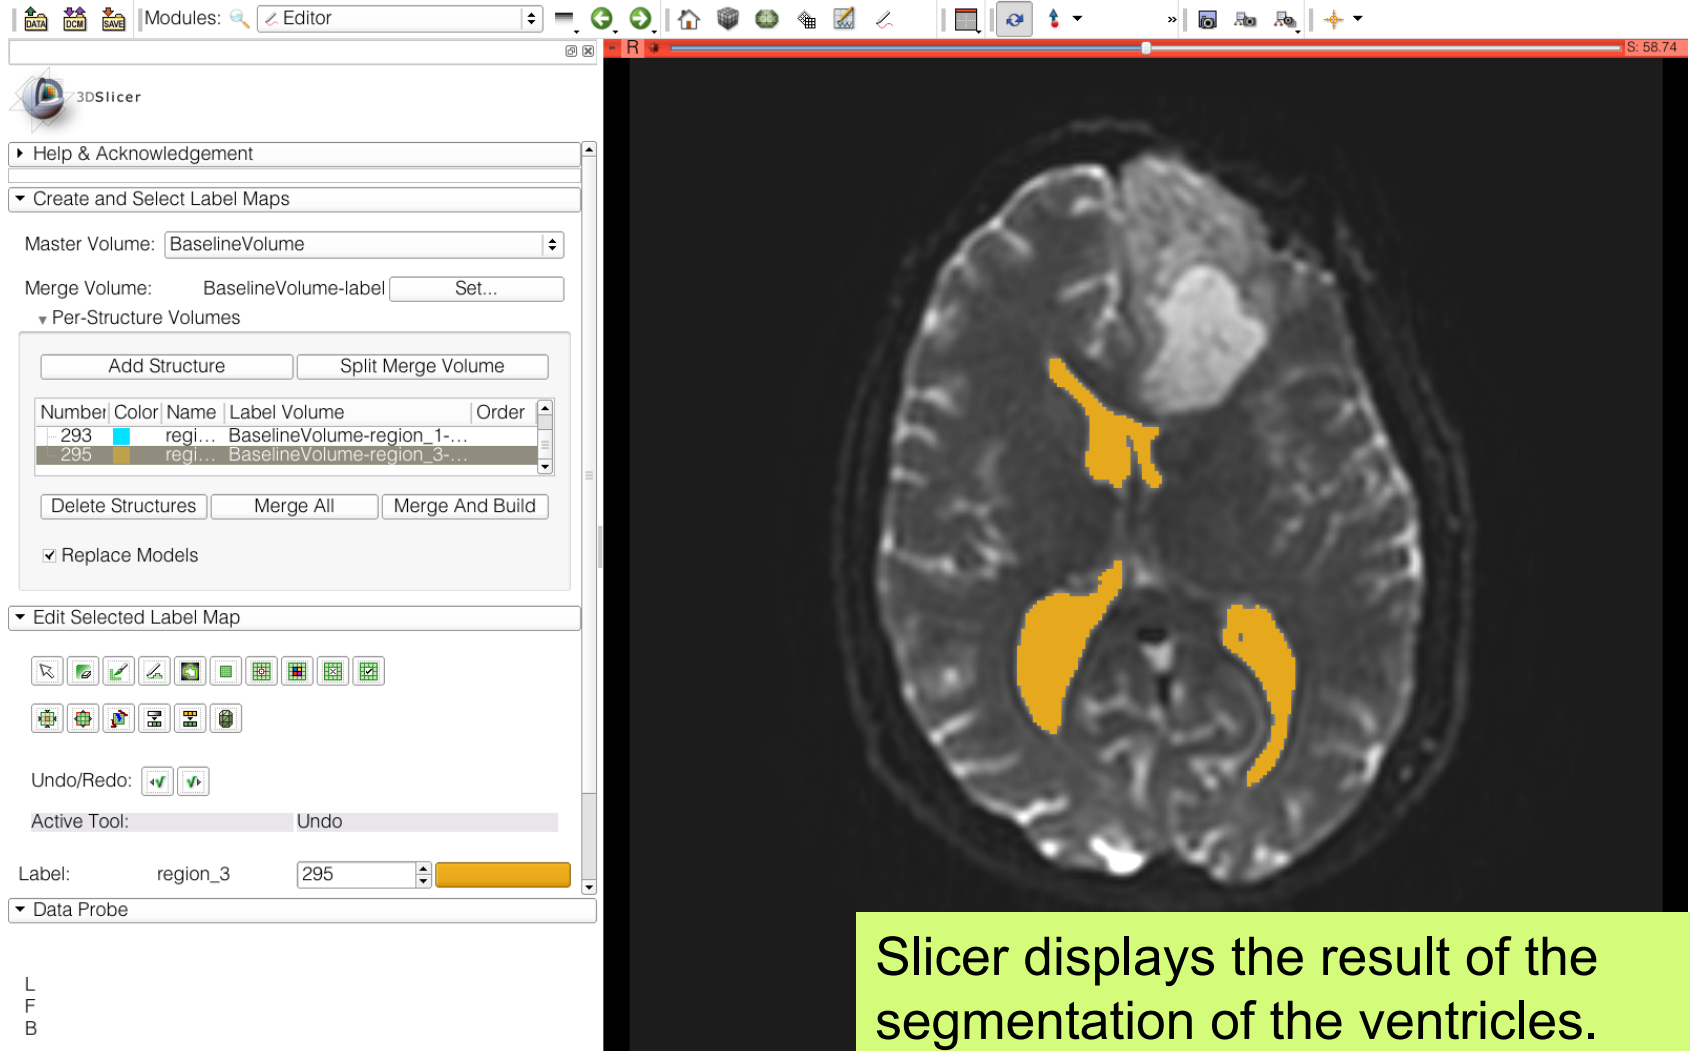 DATA DCM SAVE Modules: Editor »
R S: 58.74
3DSlicer
Help & Acknowledgement
Create and Select Label Maps
Master Volume: BaselineVolume
Merge Volume: BaselineVolume-label Set...
Per-Structure Volumes
Add Structure Split Merge Volume
Number Color Name Label Volume Order
293 regi... BaselineVolume-region_1-...
295 regi... BaselineVolume-region_3-...
Delete Structures Merge All Merge And Build
Replace Models
Edit Selected Label Map
Undo/Redo:
Active Tool: Undo
Label: region_3 295
Data Probe
L
F
B
Slicer displays the result of the
segmentation of the ventricles.